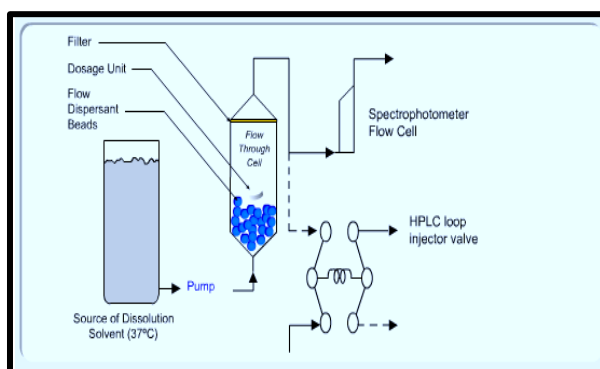 Filter
Dosage Unit
Flow
Dispersant
Beads
Flow
Through
Cell
Spectrophotometer
Flow Cell
HPLC loop
injector valve
Pump
Source of Dissolution
Solvent (37ºC)